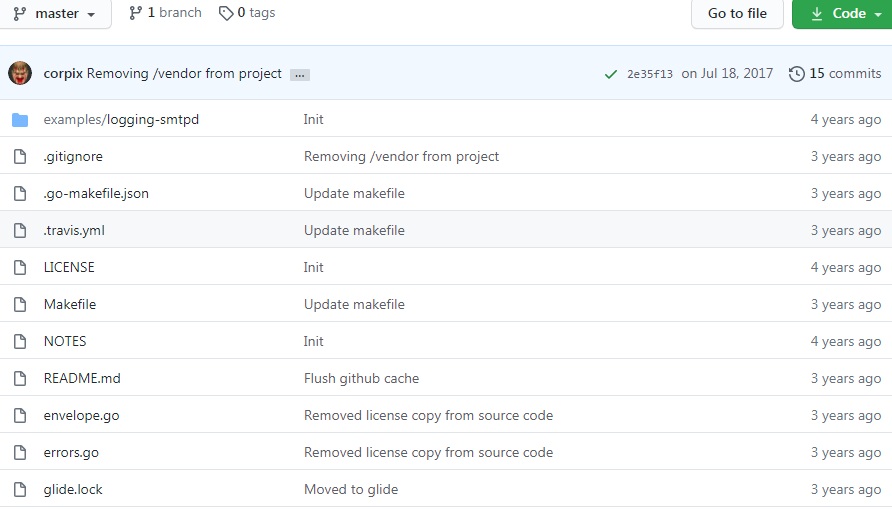 master 1 branch 0 tags Go to file Code
corpix Removing /vendor from project ... 2e35f13 on Jul 18, 2017 15 commits
examples/logging-smtpd Init 4 years ago
.gitignore Removing /vendor from project 3 years ago
.go-makefile.json Update makefile 3 years ago
.travis.yml Update makefile 3 years ago
LICENSE Init 4 years ago
Makefile Update makefile 3 years ago
NOTES Init 4 years ago
README.md Flush github cache 3 years ago
envelope.go Removed license copy from source code 3 years ago
errors.go Removed license copy from source code 3 years ago
glide.lock Moved to glide 3 years ago